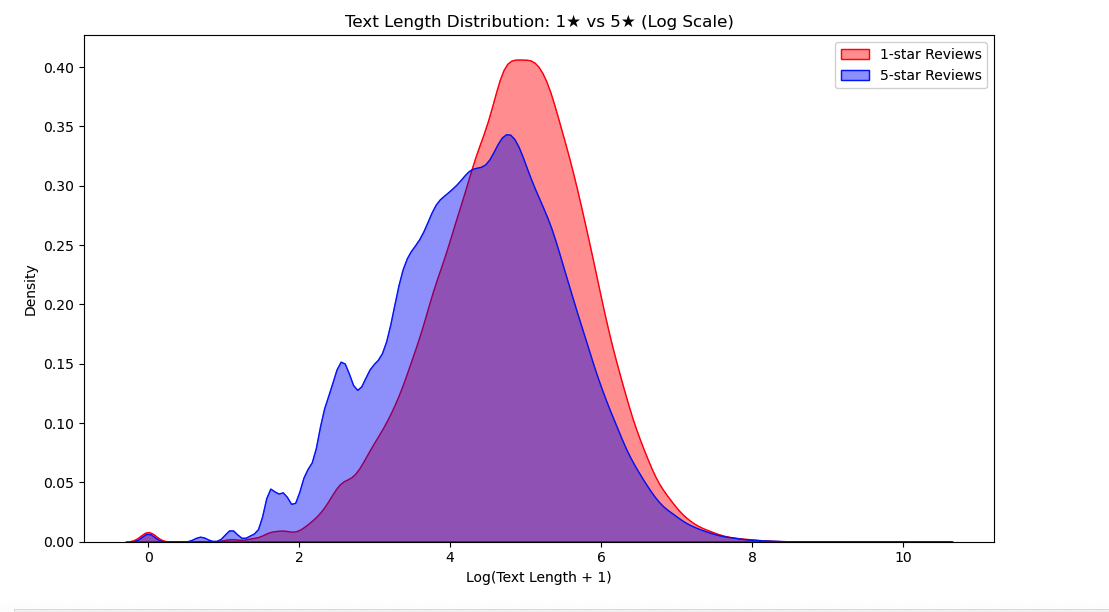 Text Length Distribution: 1★ vs 5★ (Log Scale)
1-star Reviews
5-star Reviews
0.40
0.35
0.30
0.25
0.20
0.15
0.10
0.05
0.00
Density
0 2 4 6 8 10
Log(Text Length + 1)